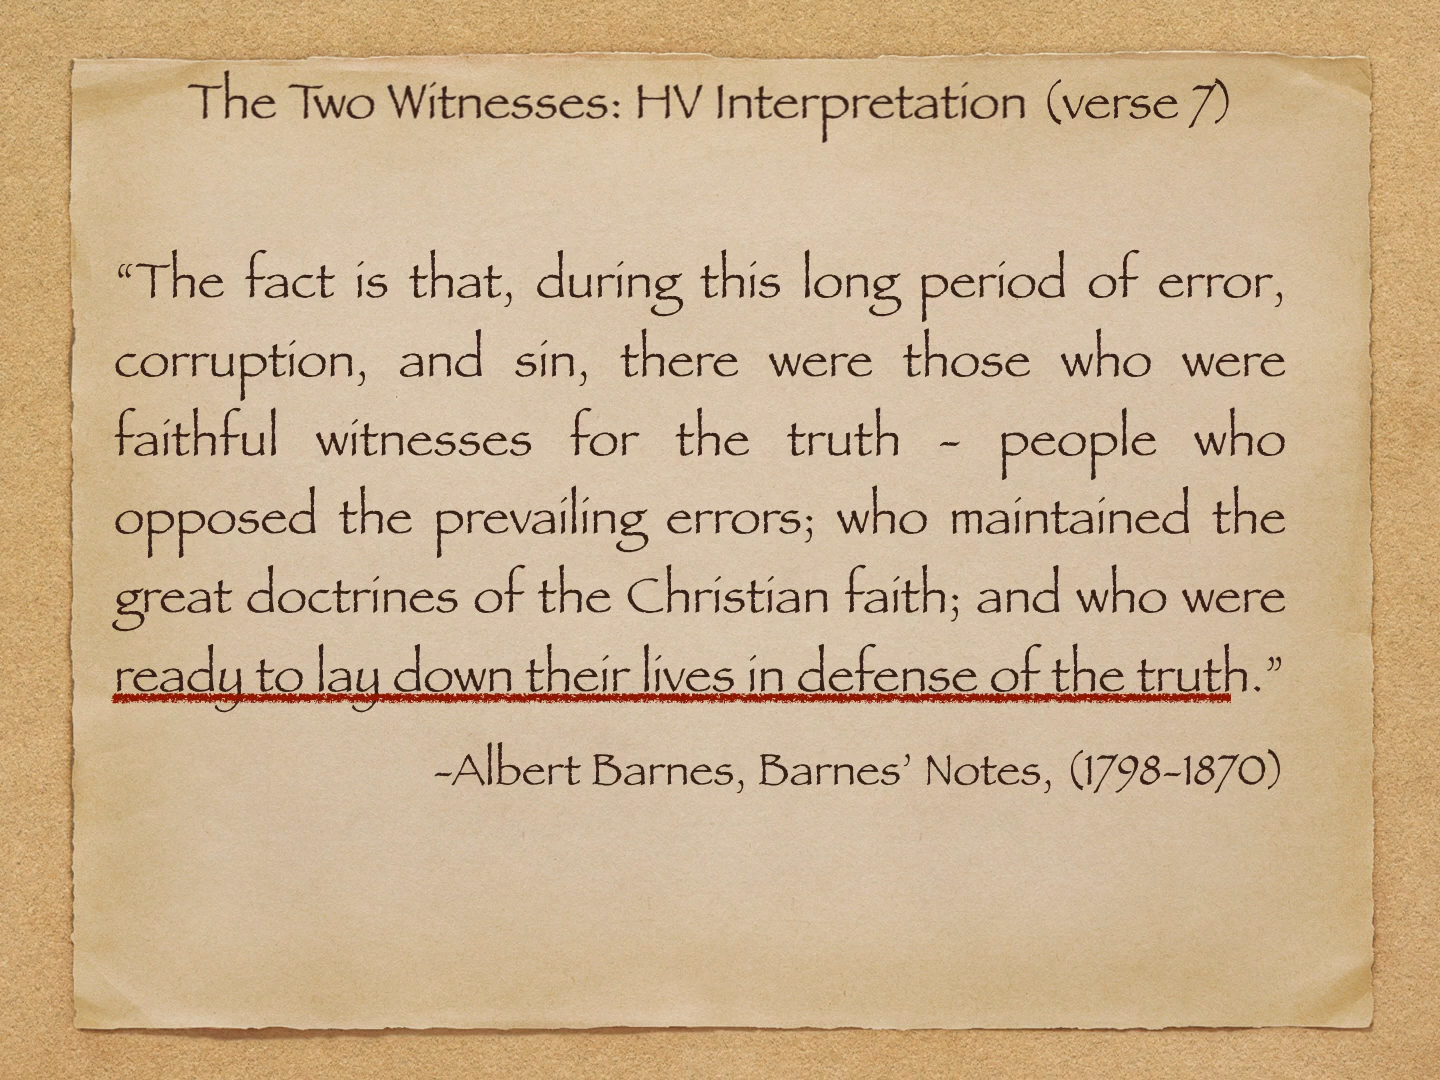 The Two Witnesses: HV Interpretation (verse 7)
“The fact is that, during this long period of error,
corruption, and sin, there were those who were
faithful witnesses for the truth - people who
opposed the prevailing errors; who maintained the
great doctrines of the Christian faith; and who were
ready to lay down their lives in defense of the truth.”
-Albert Barnes, Barnes’ Notes, (1798-1870)